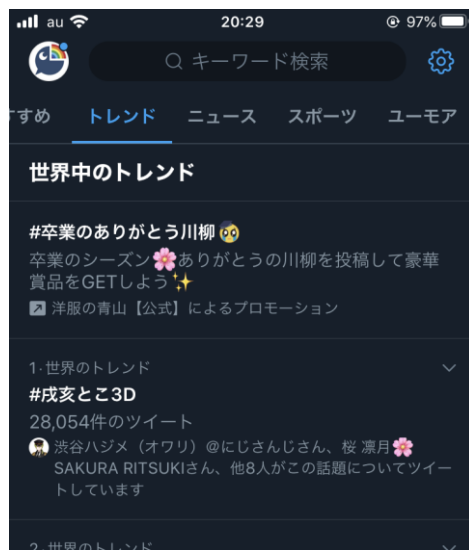 au 20:29 97%
キーワード検索
すめ トレンド ニュース スポーツ ユーモア
世界中のトレンド
#卒業のありがとう川柳
卒業のシーズン🌸ありがとうの川柳を投稿して豪華
賞品をGETしよう✨
洋服の青山【公式】によるプロモーション
1·世界のトレンド
#戌亥とこ3D
28,054件のツイート
渋谷ハジメ（オワリ）@にじさんじさん、桜 凛月🌸
SAKURA RITSUKIさん、他8人がこの話題についてツイー
トしています
2·世界のトレンド